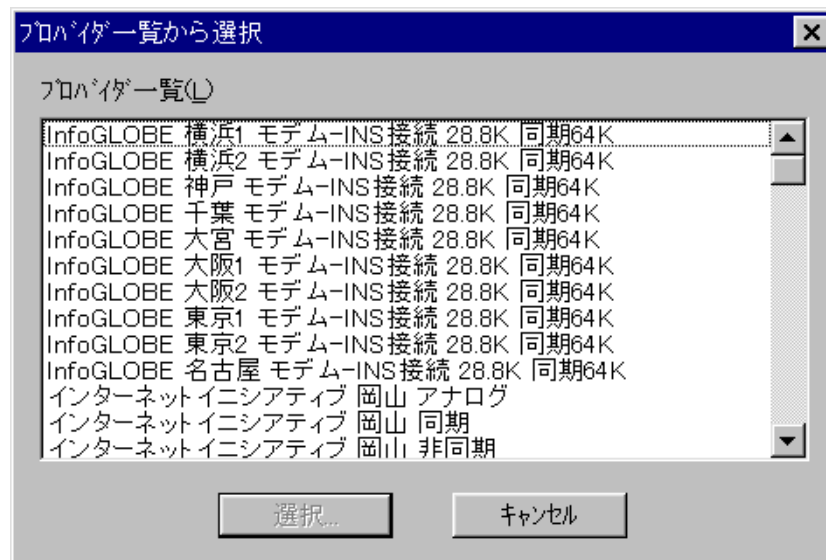 プロバイダ一覧から選択
プロバイダ一覧(L)
InfoGLOBE 横浜1 モデム-INS接続 28.8K 同期64K
InfoGLOBE 横浜2 モデム-INS接続 28.8K 同期64K
InfoGLOBE 神戸 モデム-INS接続 28.8K 同期64K
InfoGLOBE 千葉 モデム-INS接続 28.8K 同期64K
InfoGLOBE 大宮 モデム-INS接続 28.8K 同期64K
InfoGLOBE 大阪1 モデム-INS接続 28.8K 同期64K
InfoGLOBE 大阪2 モデム-INS接続 28.8K 同期64K
InfoGLOBE 東京1 モデム-INS接続 28.8K 同期64K
InfoGLOBE 東京2 モデム-INS接続 28.8K 同期64K
InfoGLOBE 名古屋 モデム-INS接続 28.8K 同期64K
インターネットイニシアティブ 岡山 アナログ
インターネットイニシアティブ 岡山 同期
インターネットイニシアティブ 岡山 非同期
選択... キャンセル